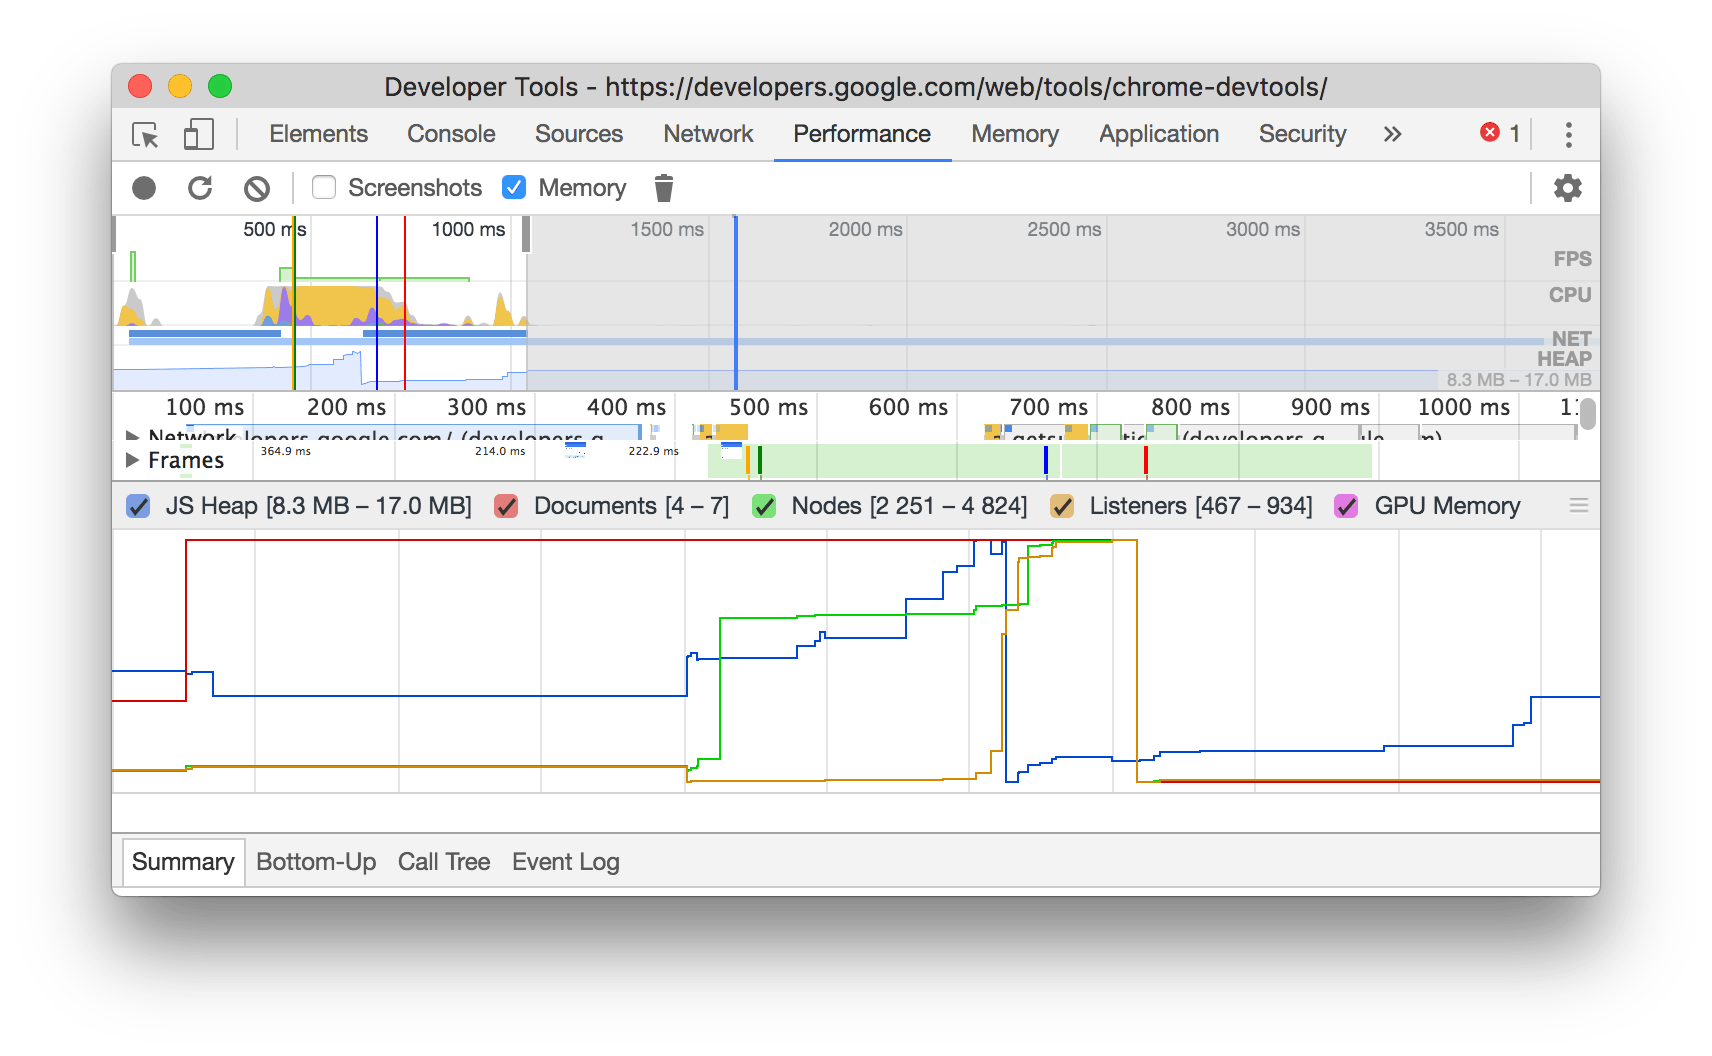 Developer Tools - https://developers.google.com/web/tools/chrome-devtools/
Elements Console Sources Network Performance Memory Application Security » 1
Screenshots Memory
500 ms 1000 ms 1500 ms 2000 ms 2500 ms 3000 ms 3500 ms
FPS
CPU
NET
HEAP
8.3 MB – 17.0 MB
100 ms 200 ms 300 ms 400 ms 500 ms 600 ms 700 ms 800 ms 900 ms 1000 ms
Network elopers.google.com/ (developers.g
364.9 ms 214.0 ms 222.9 ms
Frames
JS Heap [8.3 MB – 17.0 MB] Documents [4 – 7] Nodes [2 251 – 4 824] Listeners [467 – 934] GPU Memory
Summary Bottom-Up Call Tree Event Log